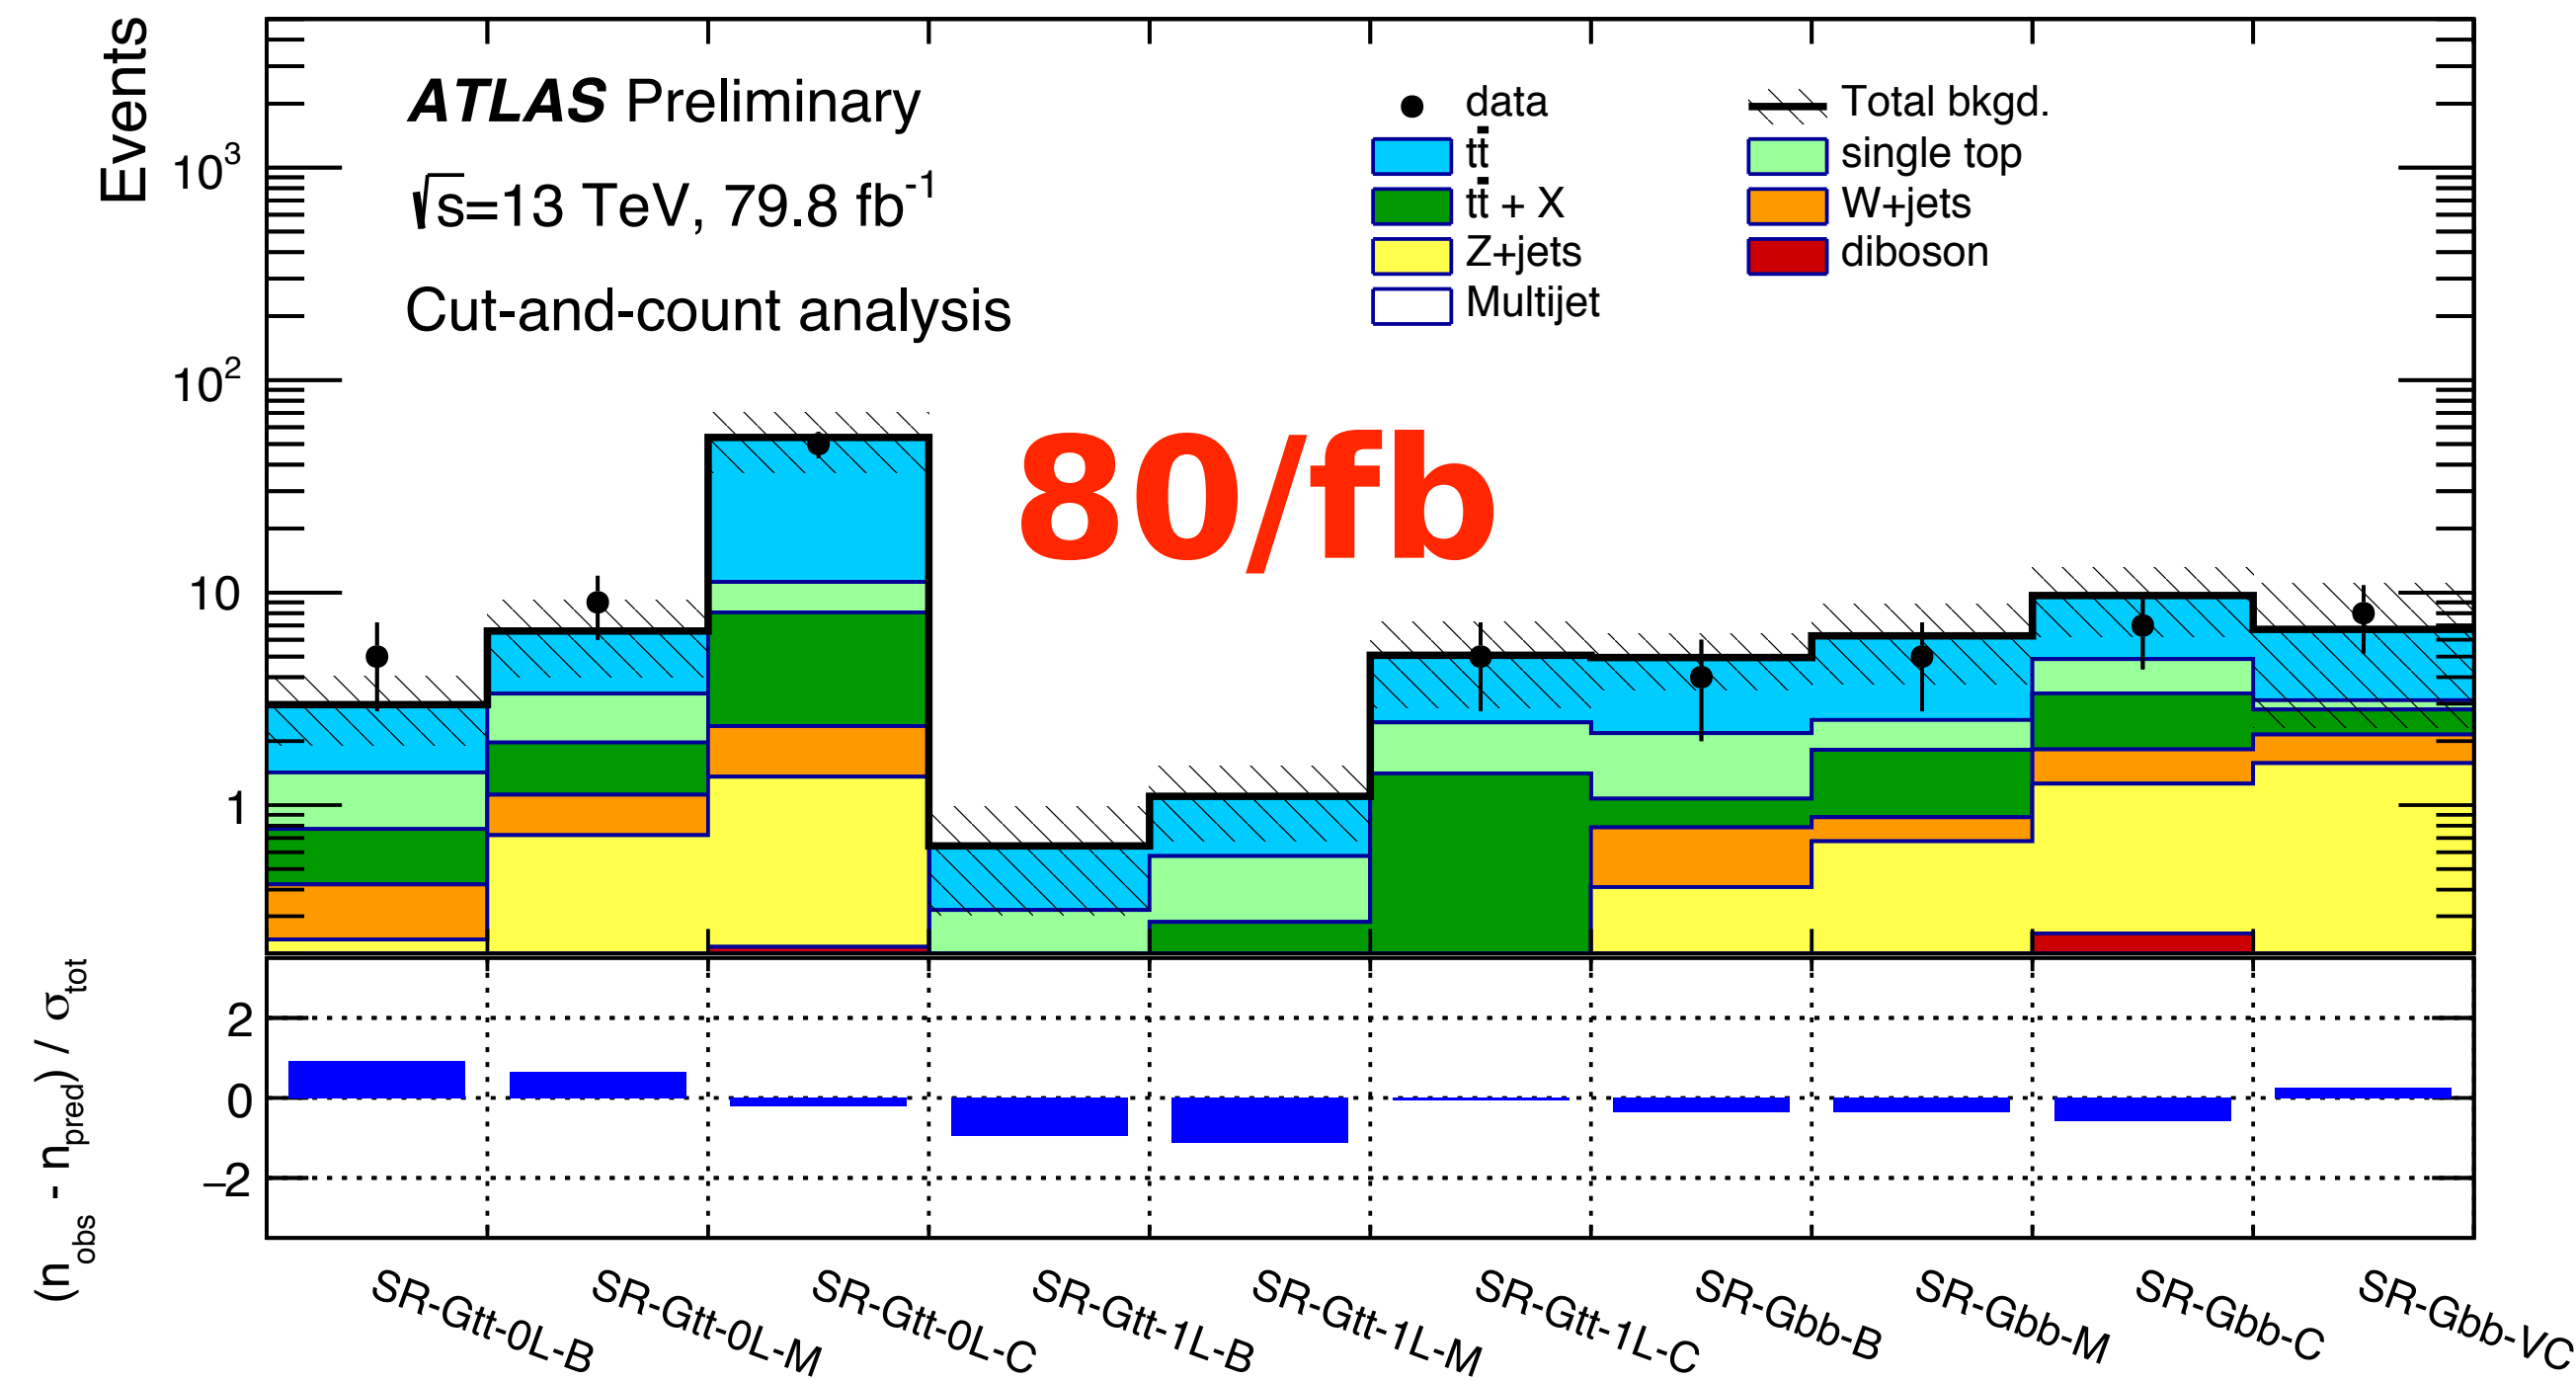 Events
10³
10²
10
1
ATLAS Preliminary
√s=13 TeV, 79.8 fb⁻¹
Cut-and-count analysis
data
tt̄
tt̄ + X
Z+jets
Multijet
Total bkgd.
single top
W+jets
diboson
80/fb
(n_obs - n_pred) / σ_tot
2
0
−2
SR-Gtt-0L-B
SR-Gtt-0L-M
SR-Gtt-0L-C
SR-Gtt-1L-B
SR-Gtt-1L-M
SR-Gtt-1L-C
SR-Gbb-B
SR-Gbb-M
SR-Gbb-C
SR-Gbb-VC